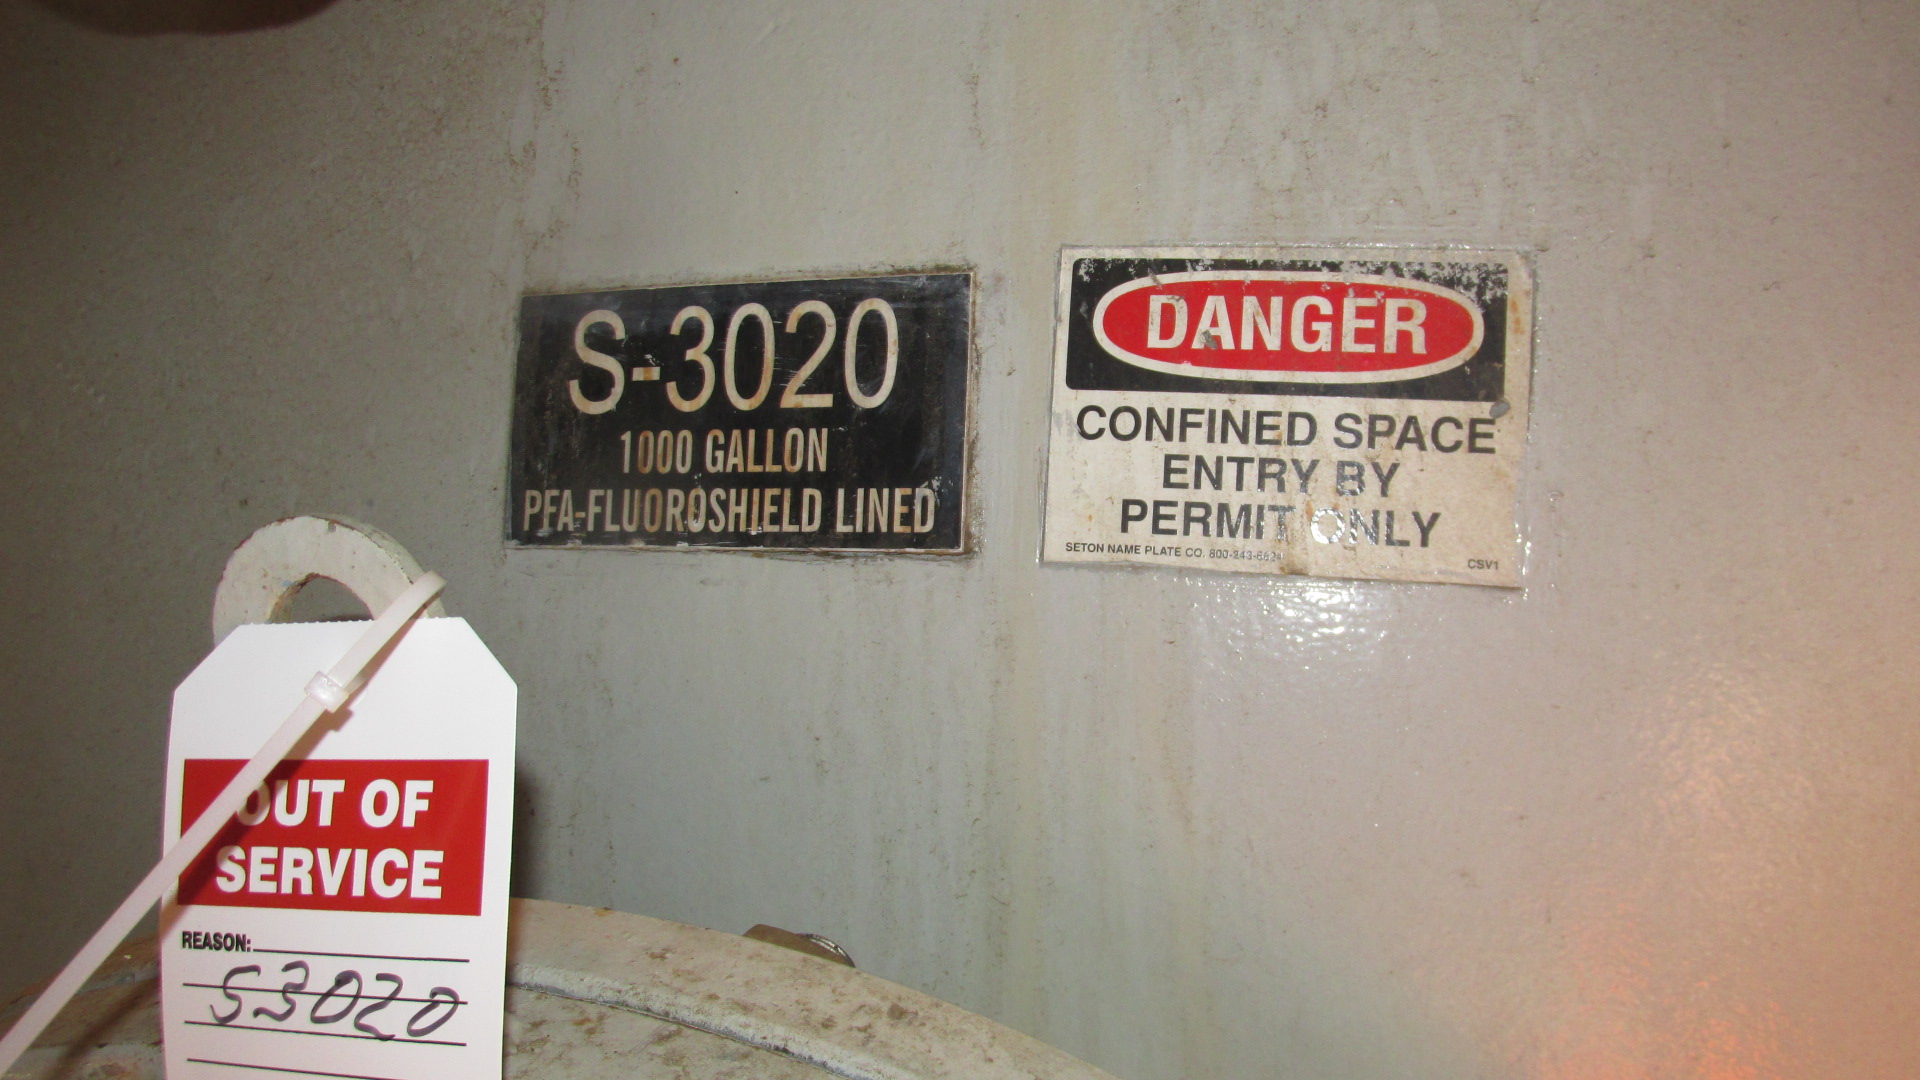 S-3020
1000 GALLON
PFA-FLUOROSHIELD LINED
DANGER
CONFINED SPACE
ENTRY BY
PERMIT ONLY
SETON NAME PLATE CO.
CSV1
OUT OF
SERVICE
REASON:
S3020